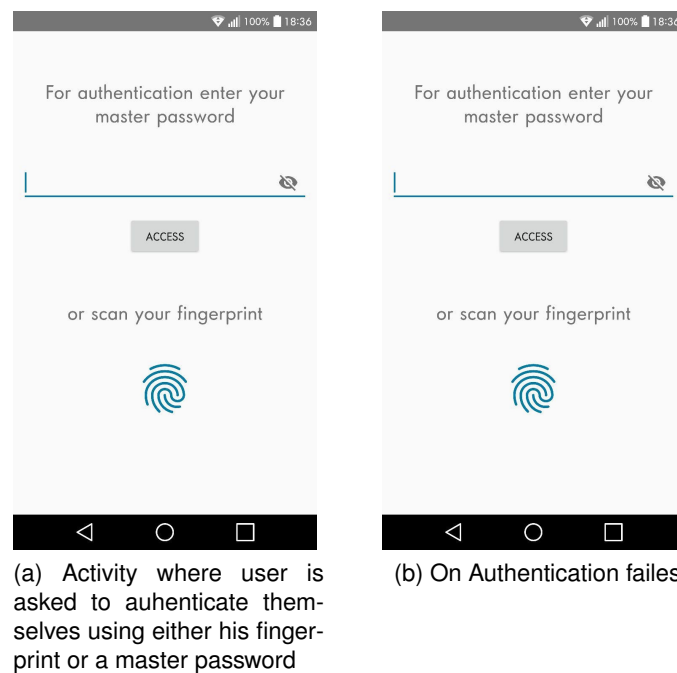 100% 18:36
For authentication enter your
master password
ACCESS
or scan your fingerprint
(a) Activity where user is
asked to auhenticate them-
selves using either his finger-
print or a master password
100% 18:36
For authentication enter your
master password
ACCESS
or scan your fingerprint
(b) On Authentication failes